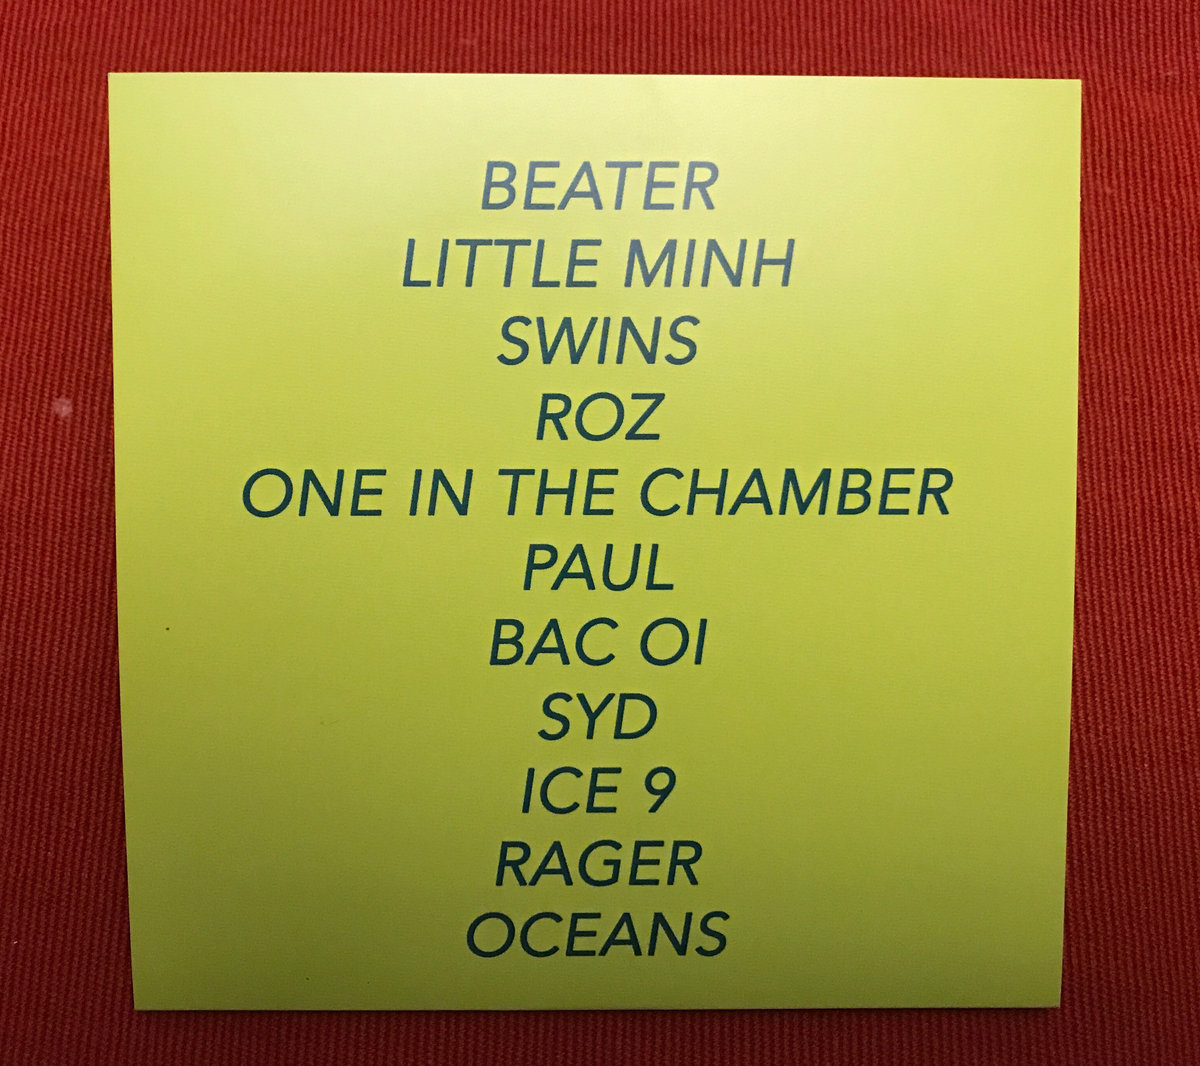 BEATER
LITTLE MINH
SWINS
ROZ
ONE IN THE CHAMBER
PAUL
BAC OI
SYD
ICE 9
RAGER
OCEANS